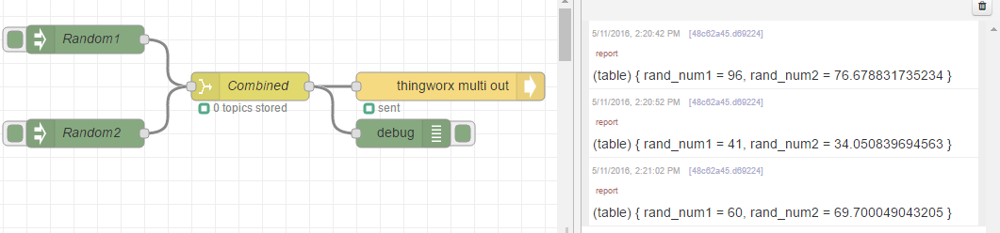 Random1
Combined
thingworx multi out
0 topics stored
sent
Random2
debug
5/11/2016, 2:20:42 PM [48c62a45.d69224]
report
(table) { rand_num1 = 96, rand_num2 = 76.678831735234 }
5/11/2016, 2:20:52 PM [48c62a45.d69224]
report
(table) { rand_num1 = 41, rand_num2 = 34.050839694563 }
5/11/2016, 2:21:02 PM [48c62a45.d69224]
report
(table) { rand_num1 = 60, rand_num2 = 69.700049043205 }